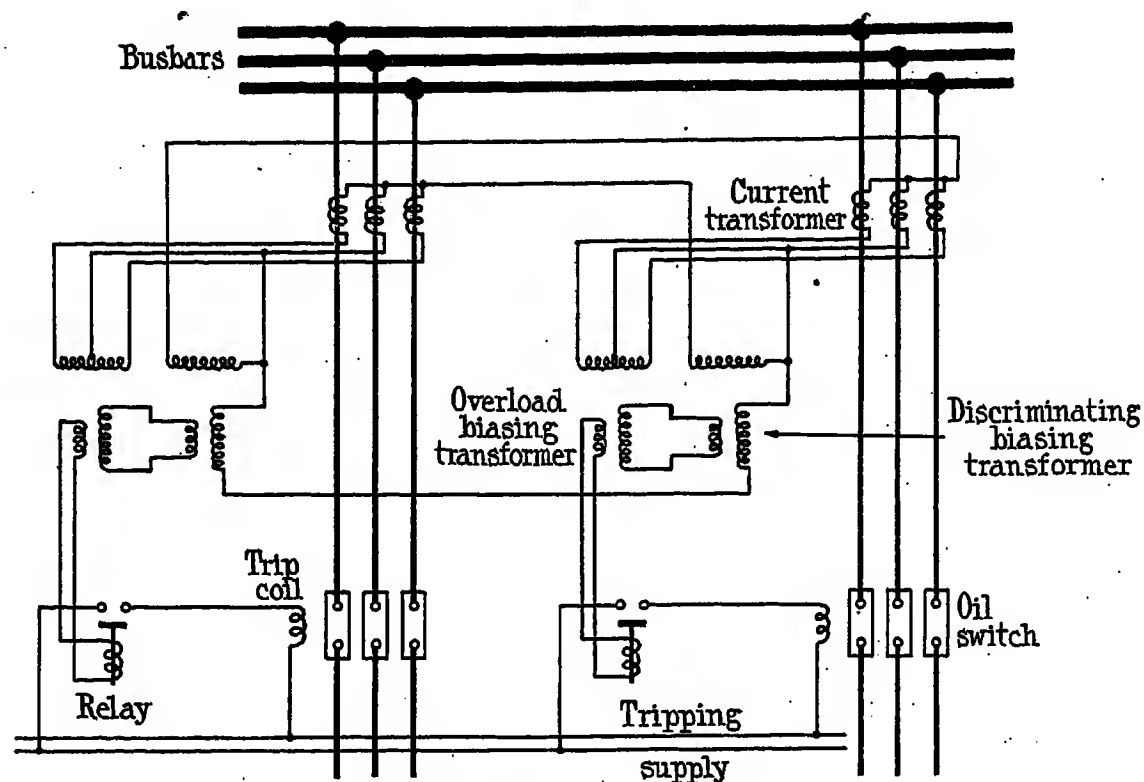 Busbars
Current
transformer
Overload
biasing
transformer
Discriminating
biasing
transformer
Trip
coil
Oil
switch
Relay
Tripping
supply